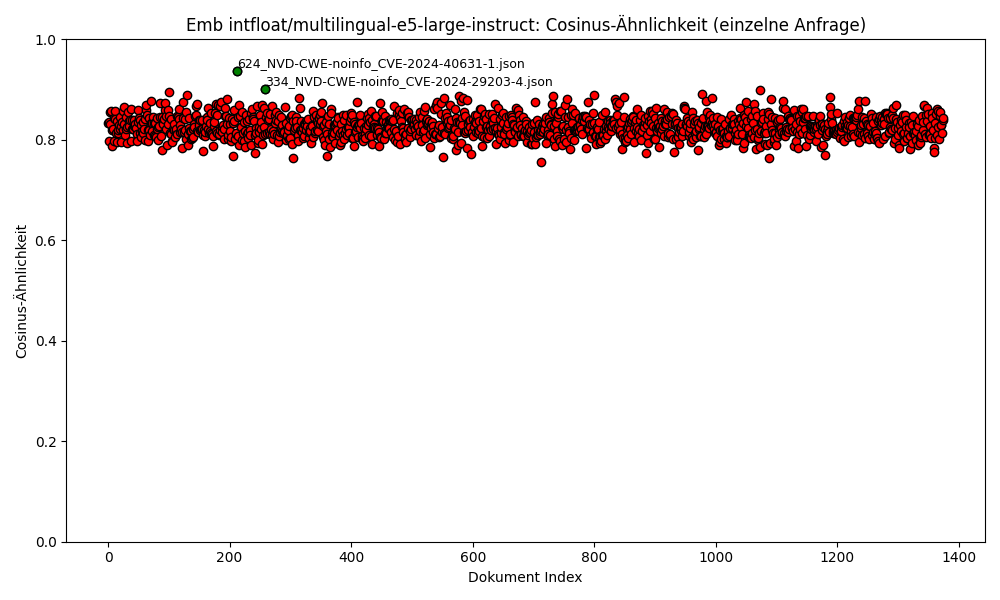 Emb intfloat/multilingual-e5-large-instruct: Cosinus-Ähnlichkeit (einzelne Anfrage)
1.0
624_NVD-CWE-noinfo_CVE-2024-40631-1.json
334_NVD-CWE-noinfo_CVE-2024-29203-4.json
0.8
0.6
Cosinus-Ähnlichkeit
0.4
0.2
0.0
0 200 400 600 800 1000 1200 1400
Dokument Index